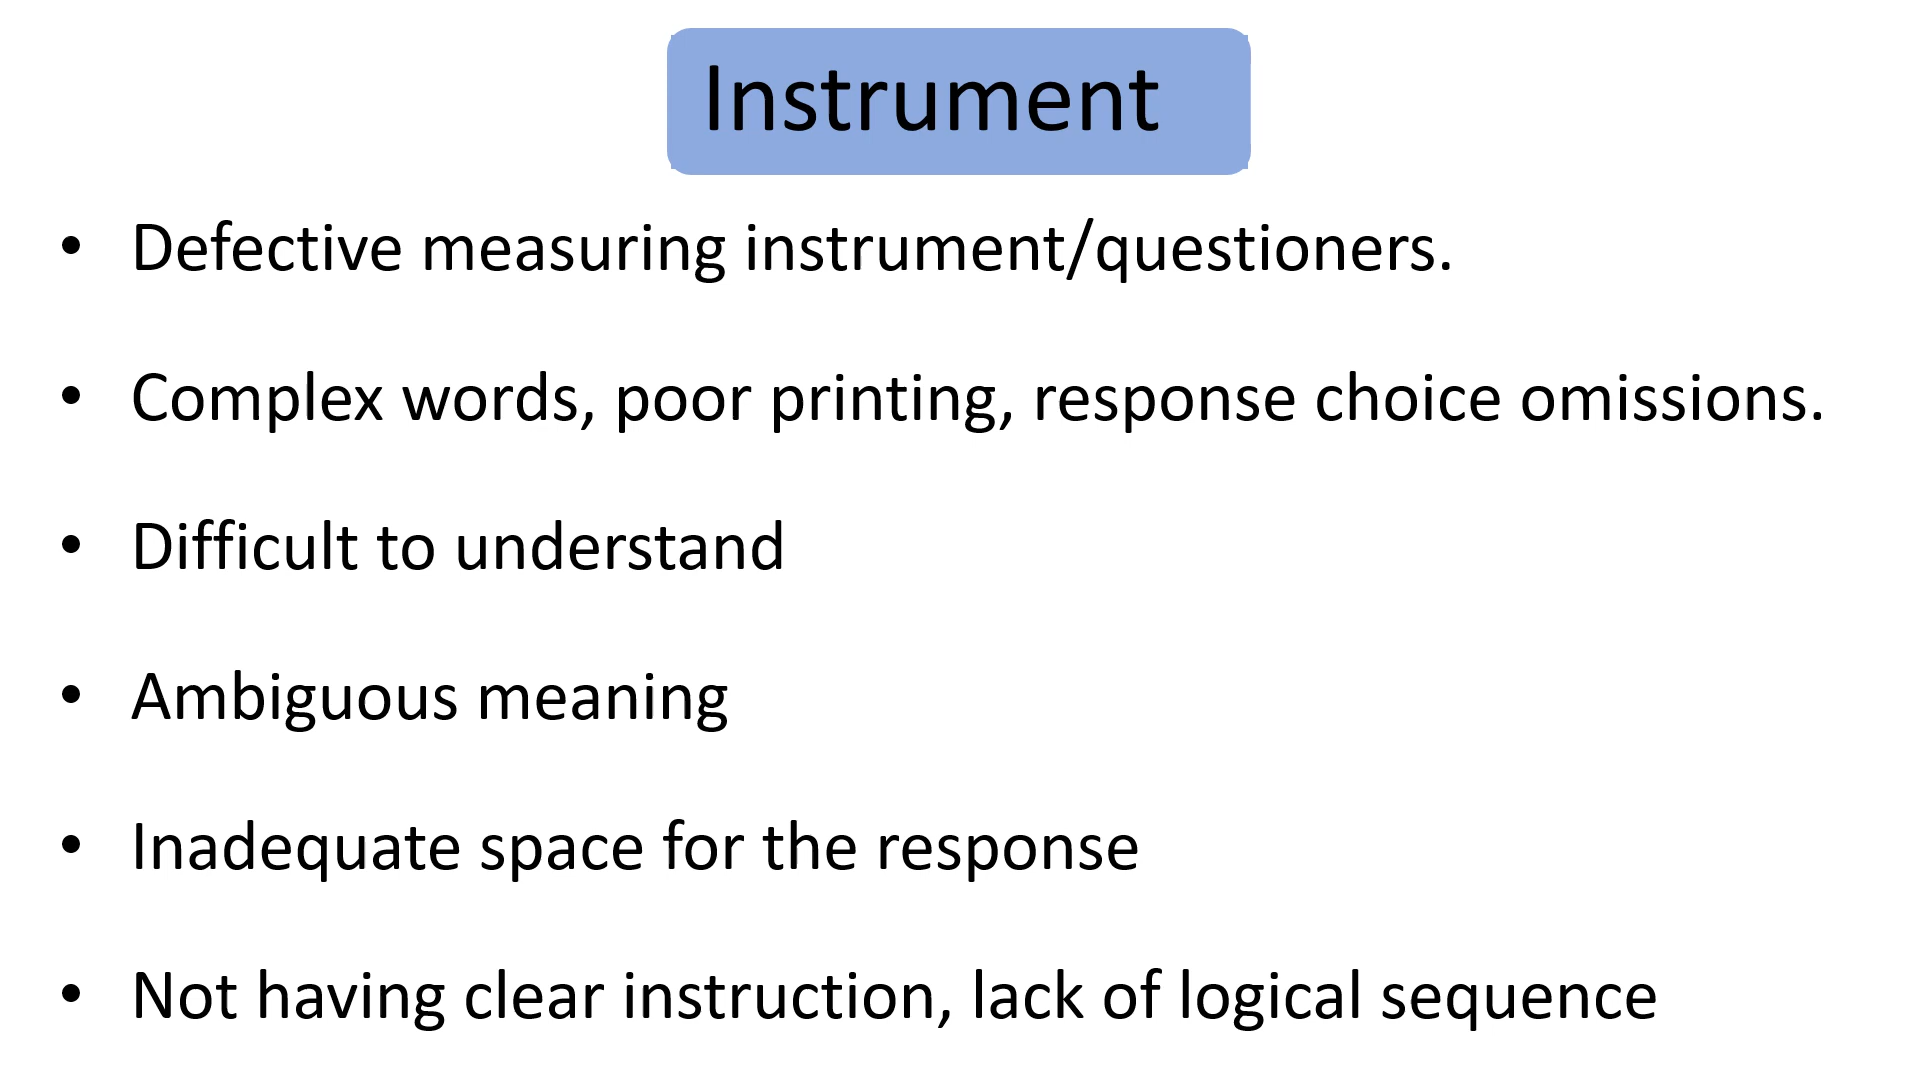 Instrument
• Defective measuring instrument/questioners.
• Complex words, poor printing, response choice omissions.
• Difficult to understand
• Ambiguous meaning
• Inadequate space for the response
• Not having clear instruction, lack of logical sequence